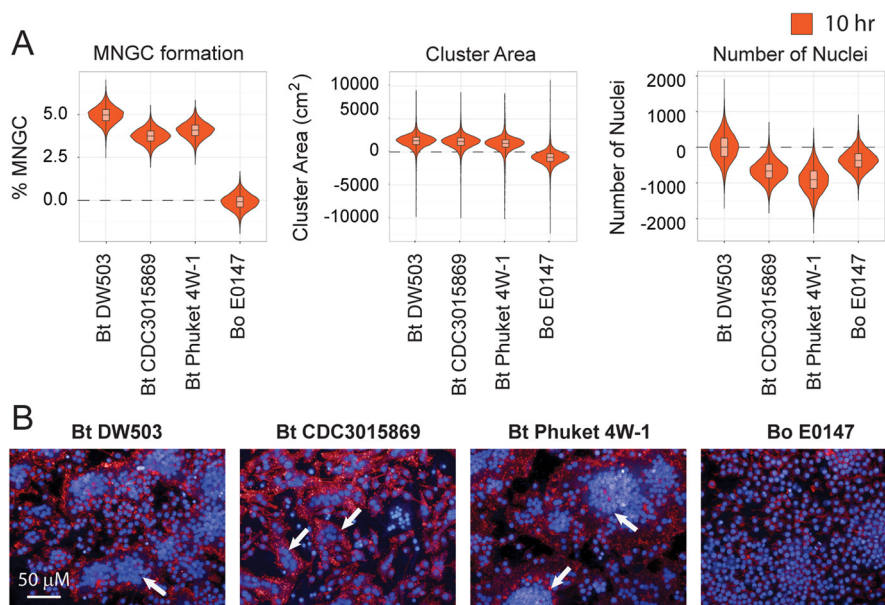 10 hr
A
MNGC formation
% MNGC
5.0
2.5
0.0
Bt DW503
Bt CDC3015869
Bt Phuket 4W-1
Bo E0147
Cluster Area
Cluster Area (cm²)
10000
5000
0
-5000
-10000
Bt DW503
Bt CDC3015869
Bt Phuket 4W-1
Bo E0147
Number of Nuclei
Number of Nuclei
2000
1000
0
-1000
-2000
Bt DW503
Bt CDC3015869
Bt Phuket 4W-1
Bo E0147
B
Bt DW503
Bt CDC3015869
Bt Phuket 4W-1
Bo E0147
50 µM